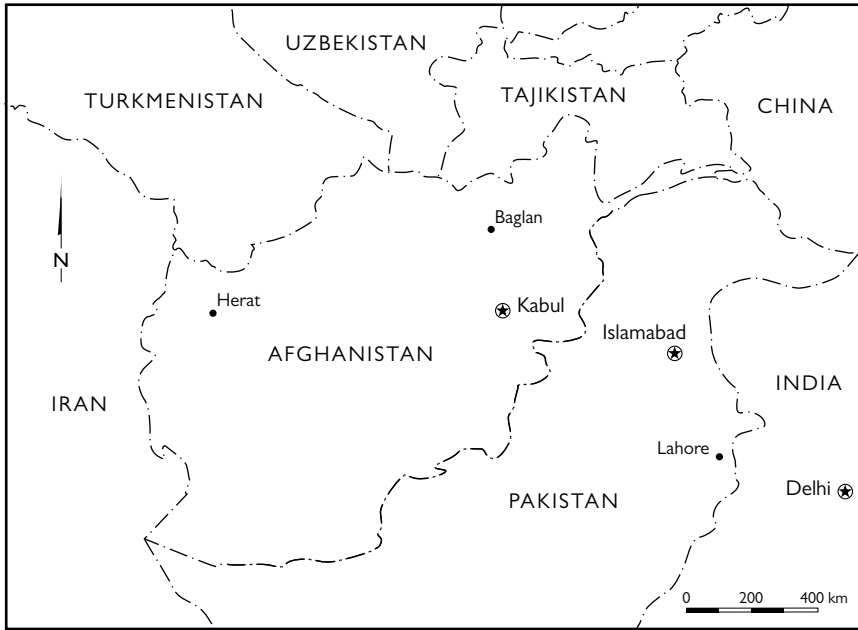 UZBEKISTAN
TURKMENISTAN
TAJIKISTAN
CHINA
Baglan
N
Herat
Kabul
Islamabad
AFGHANISTAN
INDIA
IRAN
Lahore
Delhi
PAKISTAN
0 200 400 km